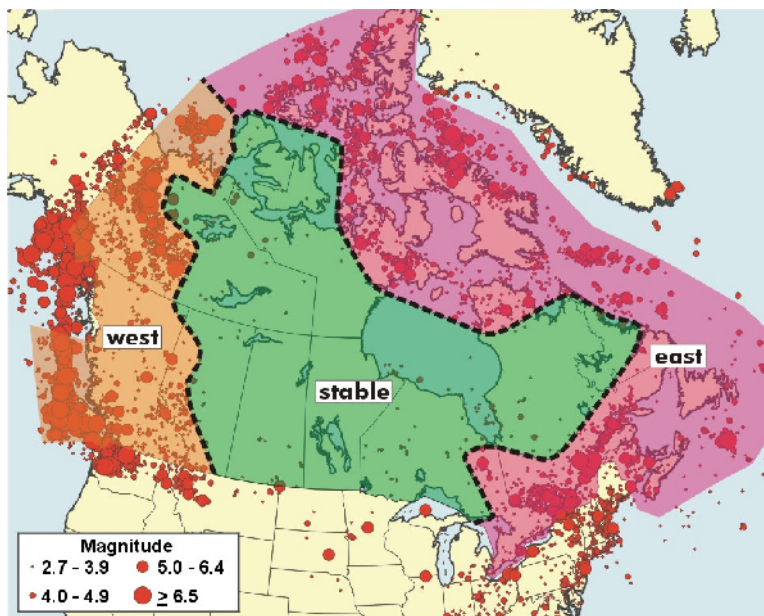 west
east
stable
Magnitude
2.7 - 3.9 5.0 - 6.4
4.0 - 4.9 ≥ 6.5